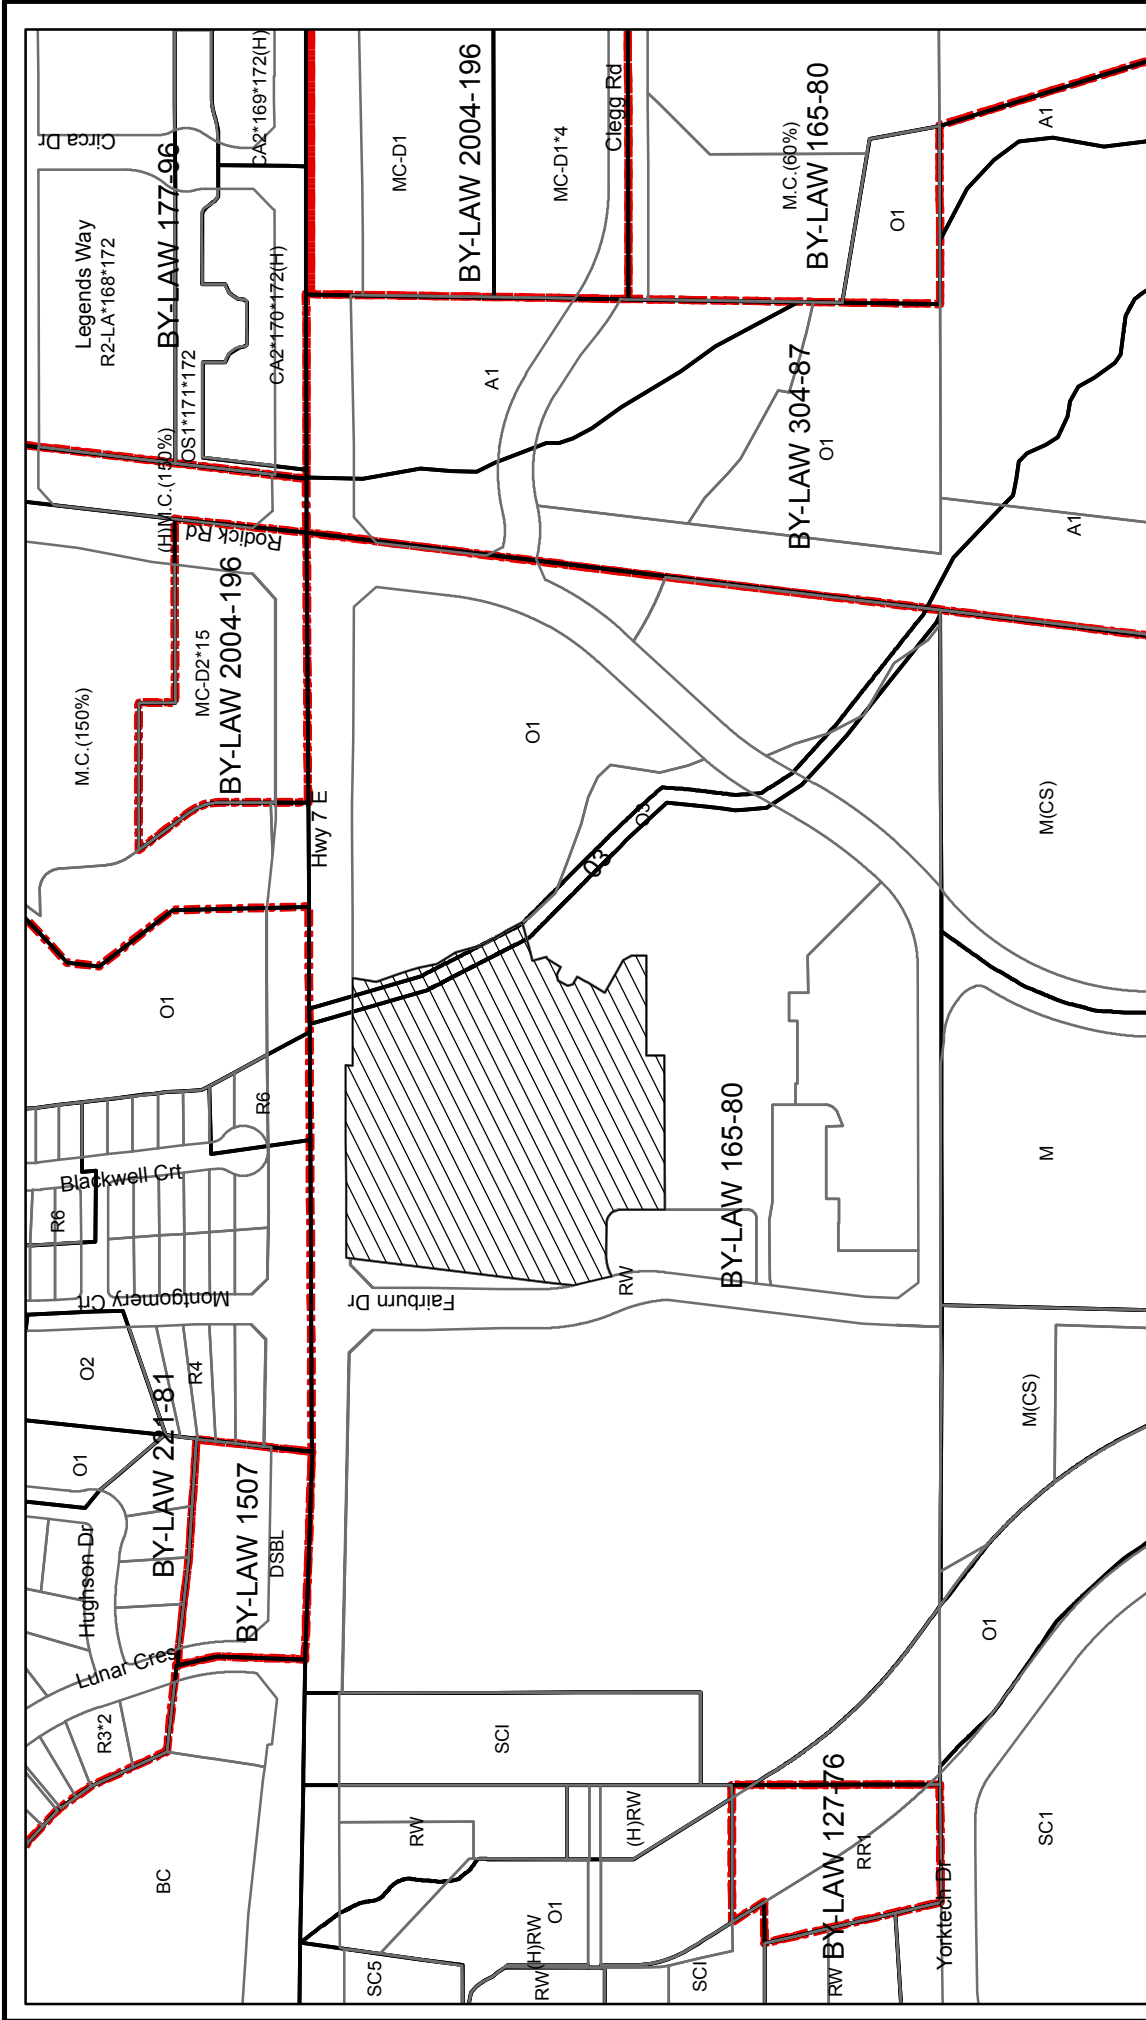 Circa Dr
CA2*169*172(H)
BY-LAW 177-96
Legends Way
R2-LA*168*172
CA2*170*172(H)
OS1*171*172
(H)M.C.(150%)
Rodick Rd
MC-D1
BY-LAW 2004-196
MC-D1*4
Clegg Rd
M.C.(60%)
BY-LAW 165-80
O1
A1
A1
BY-LAW 304-87
O1
A1
M.C.(150%)
MC-D2*15
BY-LAW 2004-196
Hwy 7 E
O1
O3
O3
M(CS)
O1
R6
Blackwell Crt
R6
Montgomery Crt
Fairburn Dr
RW
BY-LAW 165-80
M
O2
R4
BY-LAW 221-81
O1
BY-LAW 1507
DSBL
Hughson Dr
Lunar Cres
R3*2
M(CS)
O1
SCI
BC
RW
(H)RW
BY-LAW 127-76
RR1
SC1
Yorktech Dr
SC5
O1
(H)RW
RW
SCI
RW